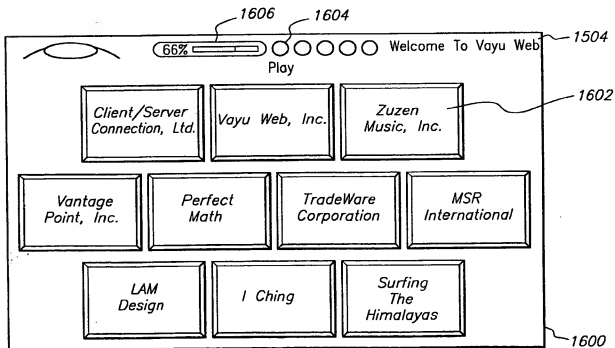 1606
1604
66%
Welcome To Vayu Web
1504
Play
Client/Server
Connection, Ltd.
Vayu Web, Inc.
Zuzen
Music, Inc.
1602
Vantage
Point, Inc.
Perfect
Math
TradeWare
Corporation
MSR
International
LAM
Design
I Ching
Surfing
The
Himalayas
1600